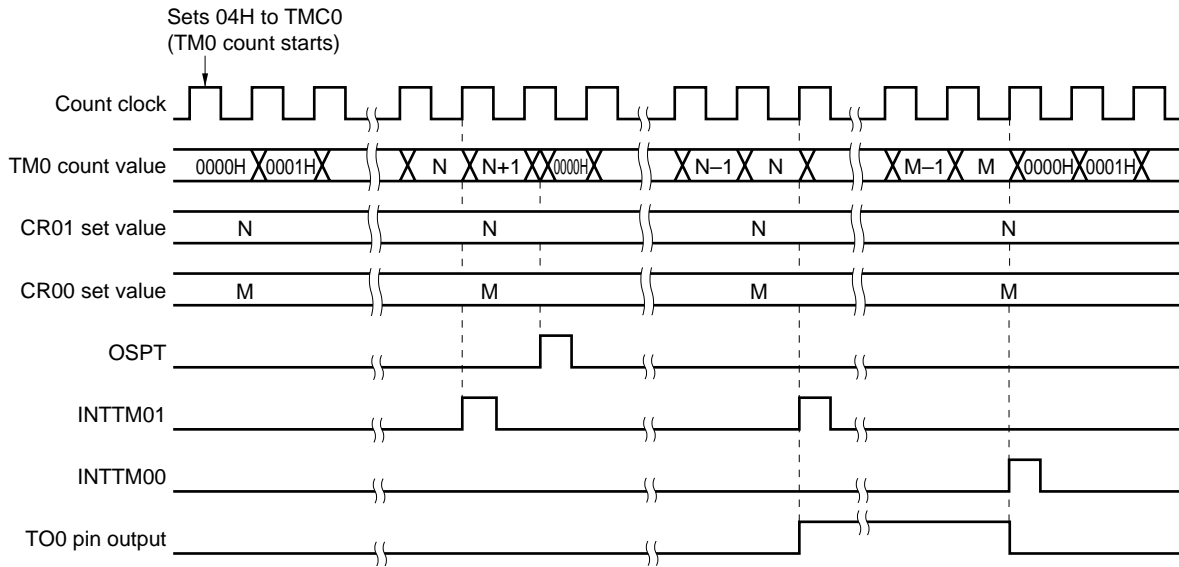 Sets 04H to TMC0
(TM0 count starts)
Count clock
TM0 count value 0000H 0001H N N+1 0000H N–1 N M–1 M 0000H 0001H
CR01 set value N N N N
CR00 set value M M M M
OSPT
INTTM01
INTTM00
TO0 pin output